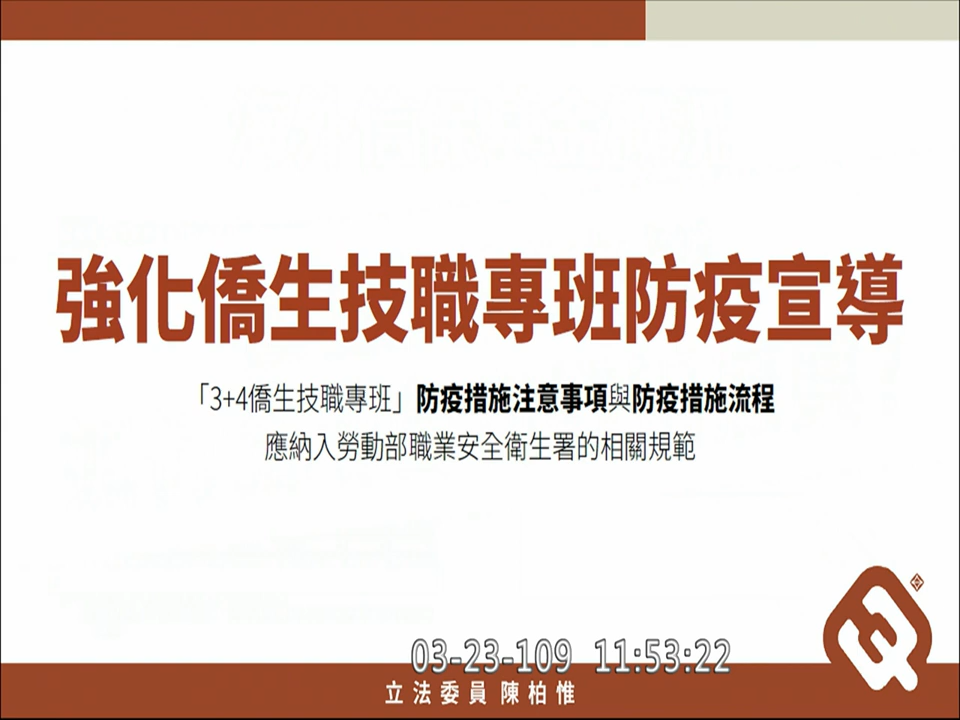 強化僑生技職專班防疫宣導
「3+4僑生技職專班」防疫措施注意事項與防疫措施流程
應納入勞動部職業安全衛生署的相關規範
03-23-109 11:53:22
立法委員 陳柏惟